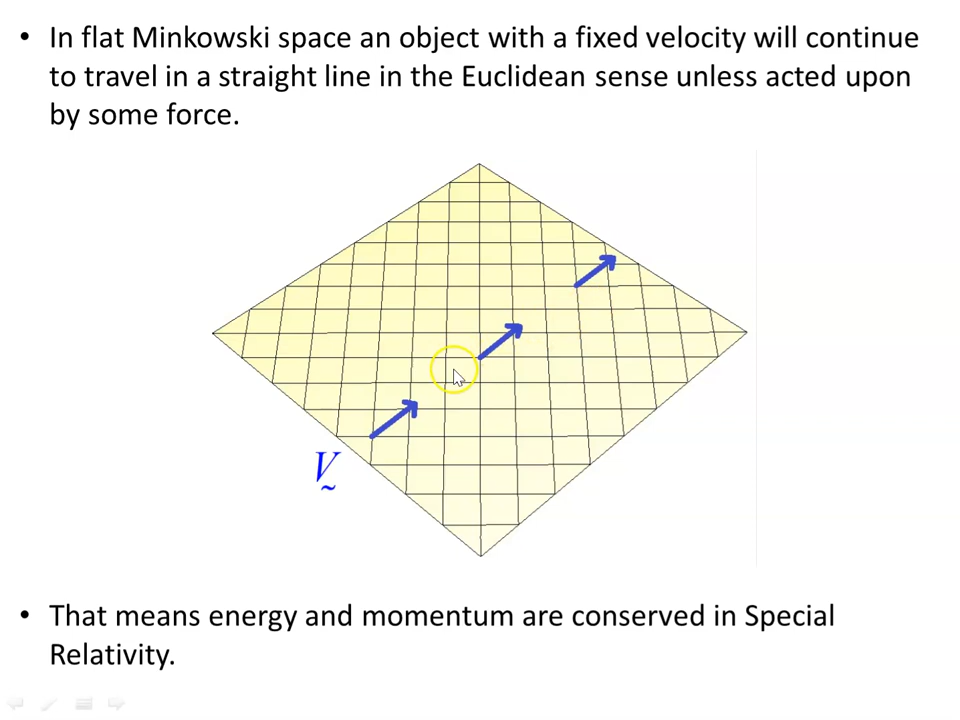 • In flat Minkowski space an object with a fixed velocity will continue
to travel in a straight line in the Euclidean sense unless acted upon
by some force.
V
~
• That means energy and momentum are conserved in Special
Relativity.